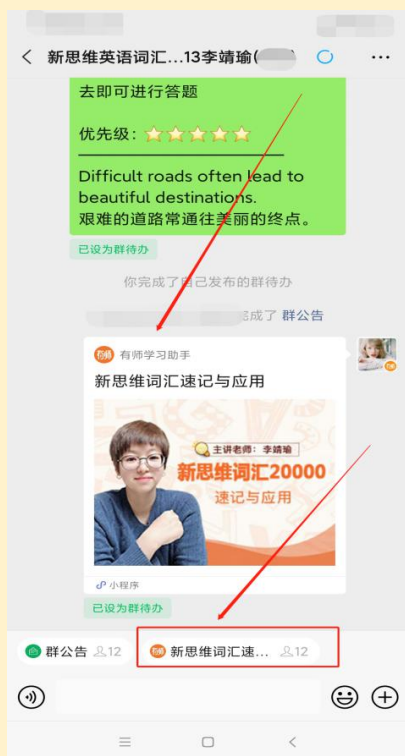 新思维英语词汇...13李靖瑜(
去即可进行答题
优先级：
Difficult roads often lead to
beautiful destinations.
艰难的道路常通往美丽的终点。
已设为群待办
你完成了自己发布的群待办
完成了 群公告
有师学习助手
新思维词汇速记与应用
主讲老师：李靖瑜
新思维词汇20000
速记与应用
小程序
已设为群待办
群公告 12 有师 新思维词汇速... 12